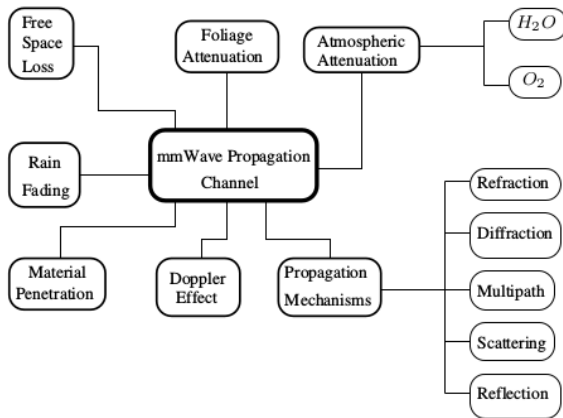 Free
Space
Loss
Foliage
Attenuation
Atmospheric
Attenuation
H₂O
O₂
Rain
Fading
mmWave Propagation
Channel
Material
Penetration
Doppler
Effect
Propagation
Mechanisms
Refraction
Diffraction
Multipath
Scattering
Reflection